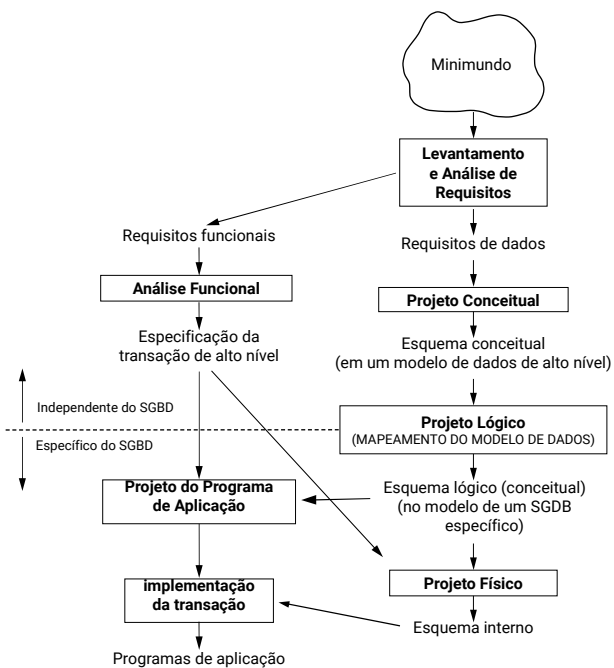 Minimundo
Levantamento
e Análise de
Requisitos
Requisitos funcionais
Requisitos de dados
Análise Funcional
Projeto Conceitual
Especificação da
transação de alto nível
Esquema conceitual
(em um modelo de dados de alto nível)
Independente do SGBD
Específico do SGBD
Projeto Lógico
(MAPEAMENTO DO MODELO DE DADOS)
Projeto do Programa
de Aplicação
Esquema lógico (conceitual)
(no modelo de um SGDB
específico)
implementação
da transação
Projeto Físico
Esquema interno
Programas de aplicação